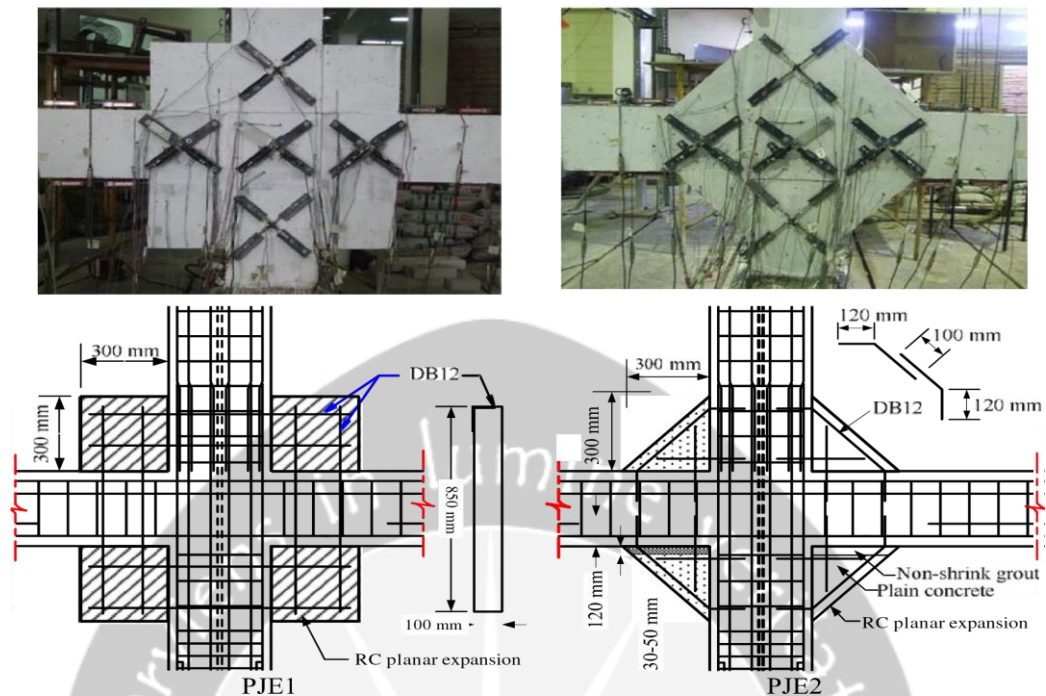 300 mm
300 mm
DB12
850 mm
100 mm
RC planar expansion
PJE1
120 mm
100 mm
120 mm
300 mm
300 mm
DB12
Non-shrink grout
Plain concrete
RC planar expansion
120 mm
30-50 mm
PJE2
in lumine